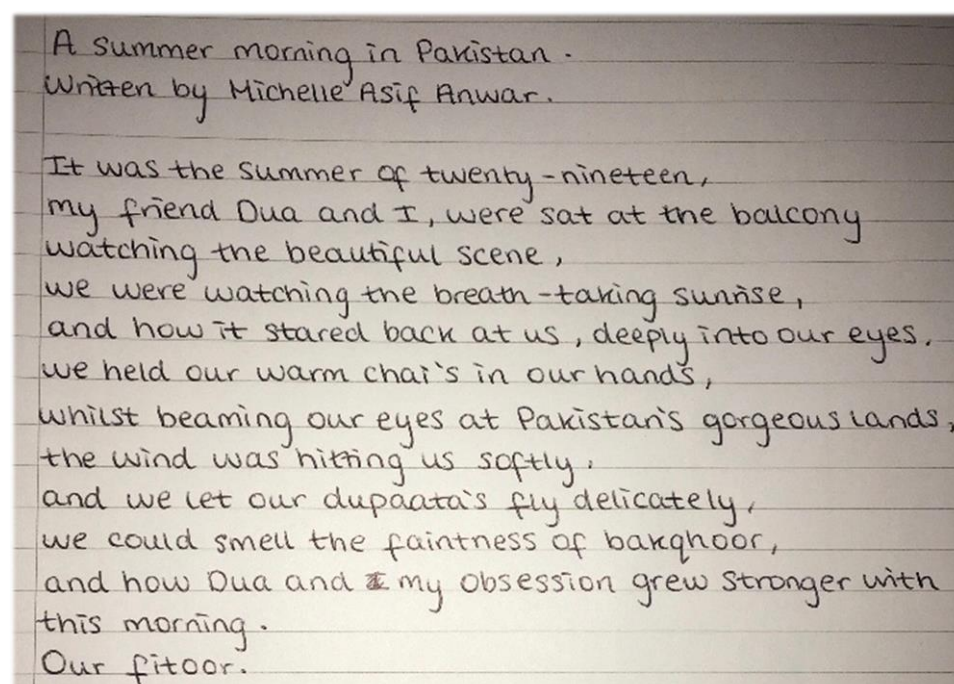 A summer morning in Pakistan.
Written by Michelle Asif Anwar.
It was the summer of twenty-nineteen,
my friend Dua and I, were sat at the balcony
watching the beautiful scene,
we were watching the breath-taking sunrise,
and how it stared back at us, deeply into our eyes.
we held our warm chai's in our hands,
whilst beaming our eyes at Pakistan's gorgeous lands,
the wind was hitting us softly.
and we let our dupaata's fly delicately,
we could smell the faintness of bakqhoor,
and how Dua and my obsession grew stronger with
this morning.
Our fitoor.